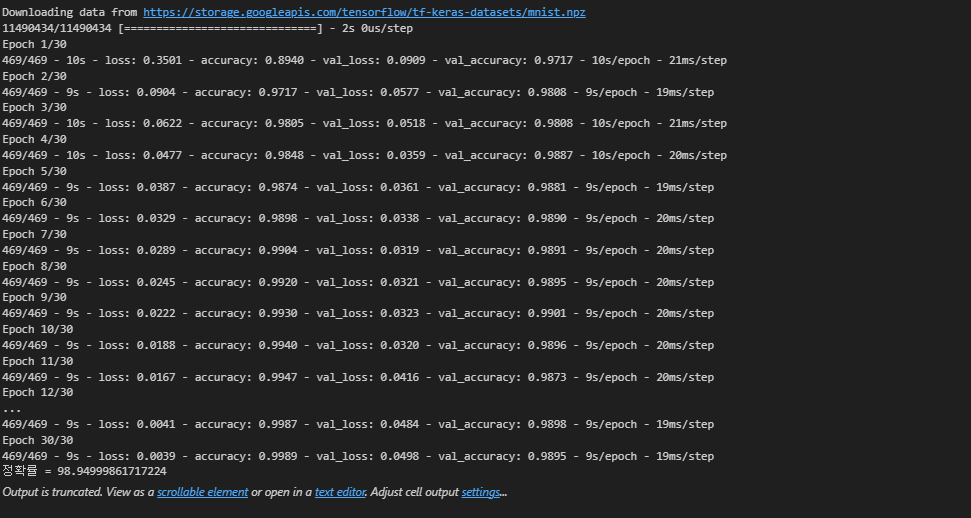 Downloading data from https://storage.googleapis.com/tensorflow/tf-keras-datasets/mnist.npz
11490434/11490434 [==============================] - 2s 0us/step
Epoch 1/30
469/469 - 10s - loss: 0.3501 - accuracy: 0.8940 - val_loss: 0.0909 - val_accuracy: 0.9717 - 10s/epoch - 21ms/step
Epoch 2/30
469/469 - 9s - loss: 0.0904 - accuracy: 0.9717 - val_loss: 0.0577 - val_accuracy: 0.9808 - 9s/epoch - 19ms/step
Epoch 3/30
469/469 - 10s - loss: 0.0622 - accuracy: 0.9805 - val_loss: 0.0518 - val_accuracy: 0.9808 - 10s/epoch - 21ms/step
Epoch 4/30
469/469 - 10s - loss: 0.0477 - accuracy: 0.9848 - val_loss: 0.0359 - val_accuracy: 0.9887 - 10s/epoch - 20ms/step
Epoch 5/30
469/469 - 9s - loss: 0.0387 - accuracy: 0.9874 - val_loss: 0.0361 - val_accuracy: 0.9881 - 9s/epoch - 19ms/step
Epoch 6/30
469/469 - 9s - loss: 0.0329 - accuracy: 0.9898 - val_loss: 0.0338 - val_accuracy: 0.9890 - 9s/epoch - 20ms/step
Epoch 7/30
469/469 - 9s - loss: 0.0289 - accuracy: 0.9904 - val_loss: 0.0319 - val_accuracy: 0.9891 - 9s/epoch - 20ms/step
Epoch 8/30
469/469 - 9s - loss: 0.0245 - accuracy: 0.9920 - val_loss: 0.0321 - val_accuracy: 0.9895 - 9s/epoch - 20ms/step
Epoch 9/30
469/469 - 9s - loss: 0.0222 - accuracy: 0.9930 - val_loss: 0.0323 - val_accuracy: 0.9901 - 9s/epoch - 20ms/step
Epoch 10/30
469/469 - 9s - loss: 0.0188 - accuracy: 0.9940 - val_loss: 0.0320 - val_accuracy: 0.9896 - 9s/epoch - 20ms/step
Epoch 11/30
469/469 - 9s - loss: 0.0167 - accuracy: 0.9947 - val_loss: 0.0416 - val_accuracy: 0.9873 - 9s/epoch - 20ms/step
Epoch 12/30
...
469/469 - 9s - loss: 0.0041 - accuracy: 0.9987 - val_loss: 0.0484 - val_accuracy: 0.9898 - 9s/epoch - 19ms/step
Epoch 30/30
469/469 - 9s - loss: 0.0039 - accuracy: 0.9989 - val_loss: 0.0498 - val_accuracy: 0.9895 - 9s/epoch - 19ms/step
정확률 = 98.94999861717224
Output is truncated. View as a scrollable element or open in a text editor. Adjust cell output settings...